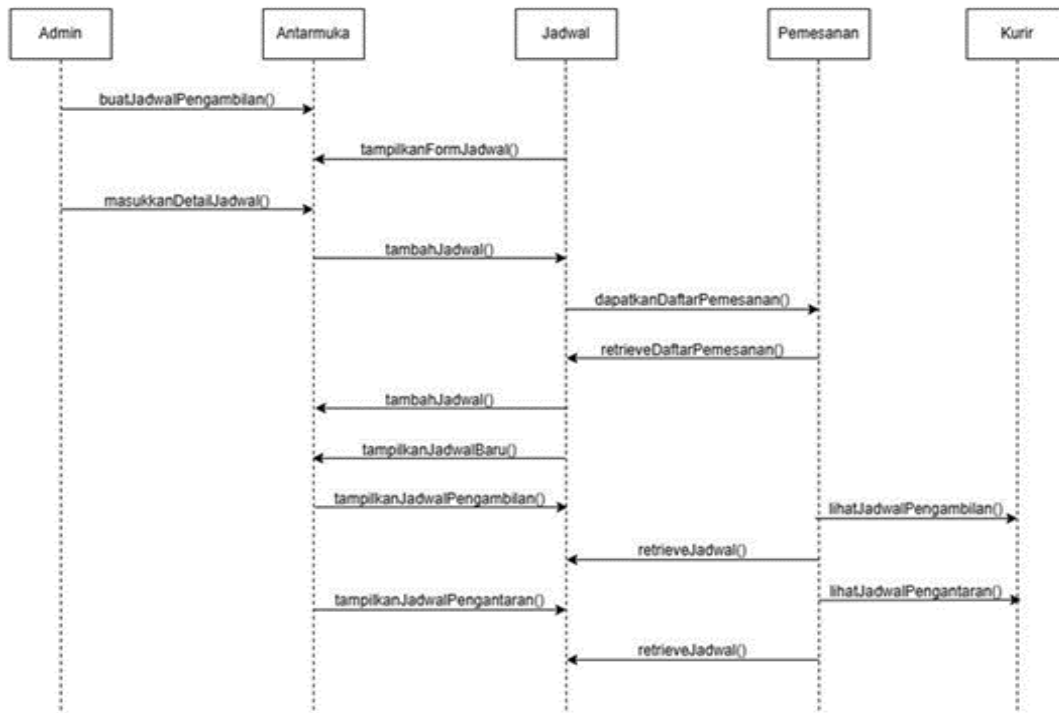 Admin
Antarmuka
Jadwal
Pemesanan
Kurir
buatJadwalPengambilan()
tampilkanFormJadwal()
masukkanDetailJadwal()
tambahJadwal()
dapatkanDaftarPemesanan()
retrieveDaftarPemesanan()
tambahJadwal()
tampilkanJadwalBaru()
tampilkanJadwalPengambilan()
lihatJadwalPengambilan()
retrieveJadwal()
lihatJadwalPengantaran()
tampilkanJadwalPengantaran()
retrieveJadwal()